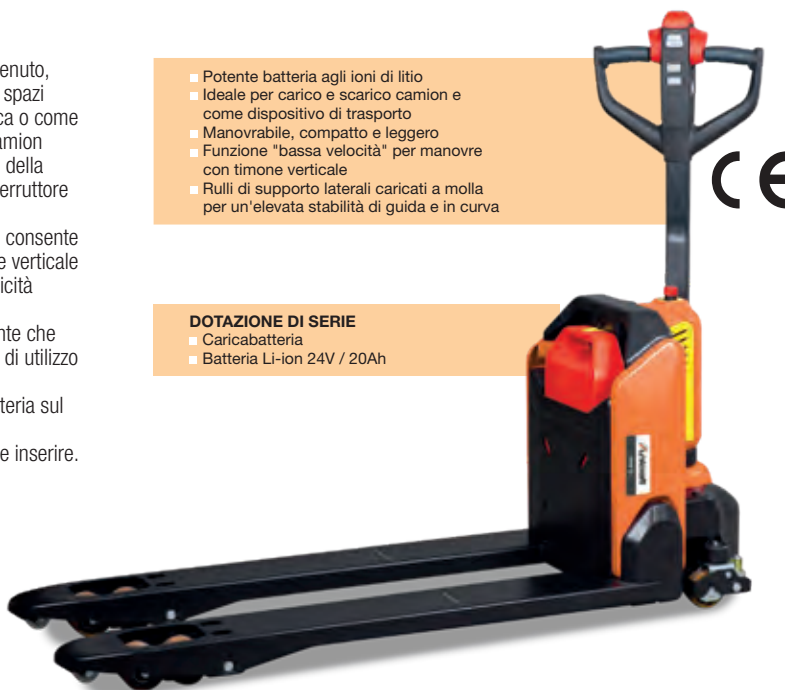 enuto,
spazi
ca o come
amion
della
erruttore
consente
e verticale
icità
nte che
di utilizzo
teria sul
e inserire.
Potente batteria agli ioni di litio
Ideale per carico e scarico camion e
come dispositivo di trasporto
Manovrabile, compatto e leggero
Funzione "bassa velocità" per manovre
con timone verticale
Rulli di supporto laterali caricati a molla
per un'elevata stabilità di guida e in curva
DOTAZIONE DI SERIE
Caricabatteria
Batteria Li-ion 24V / 20Ah
CE
Unicraft